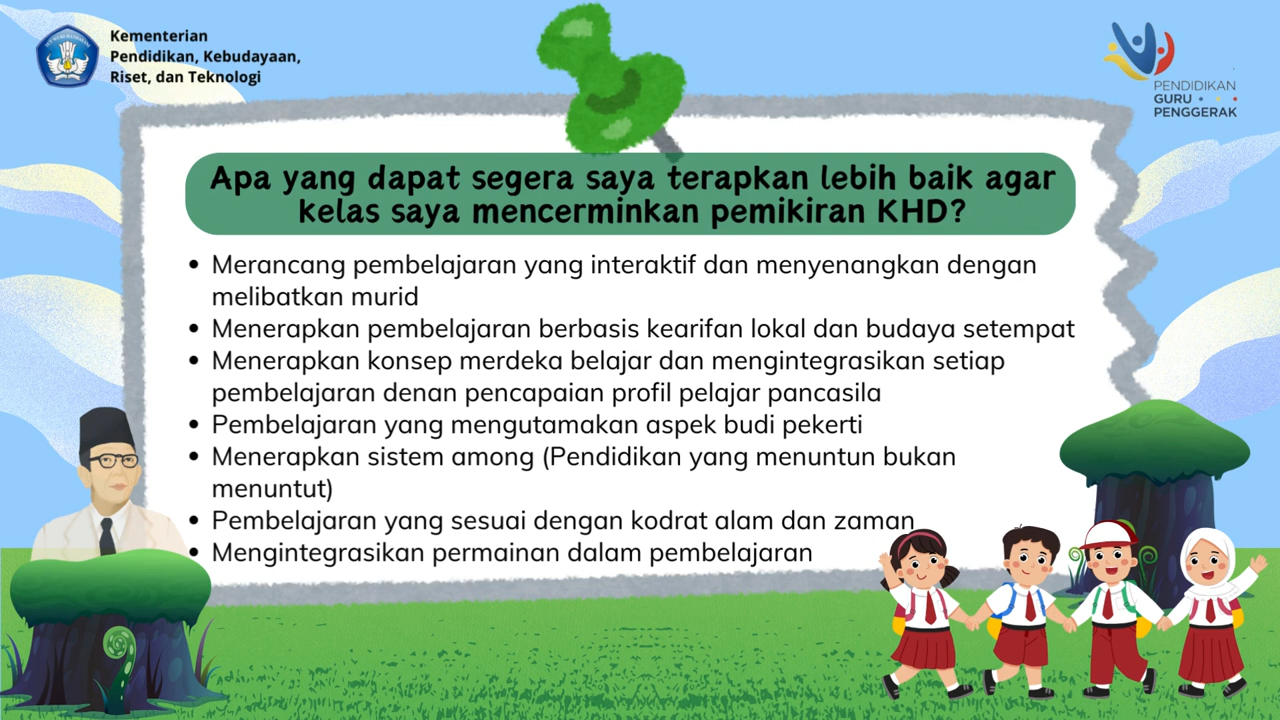 Kementerian
Pendidikan, Kebudayaan,
Riset, dan Teknologi
PENDIDIKAN
GURU
PENGGERAK
Apa yang dapat segera saya terapkan lebih baik agar
kelas saya mencerminkan pemikiran KHD?
• Merancang pembelajaran yang interaktif dan menyenangkan dengan
melibatkan murid
• Menerapkan pembelajaran berbasis kearifan lokal dan budaya setempat
• Menerapkan konsep merdeka belajar dan mengintegrasikan setiap
pembelajaran denan pencapaian profil pelajar pancasila
• Pembelajaran yang mengutamakan aspek budi pekerti
• Menerapkan sistem among (Pendidikan yang menuntun bukan
menuntut)
• Pembelajaran yang sesuai dengan kodrat alam dan zaman
• Mengintegrasikan permainan dalam pembelajaran